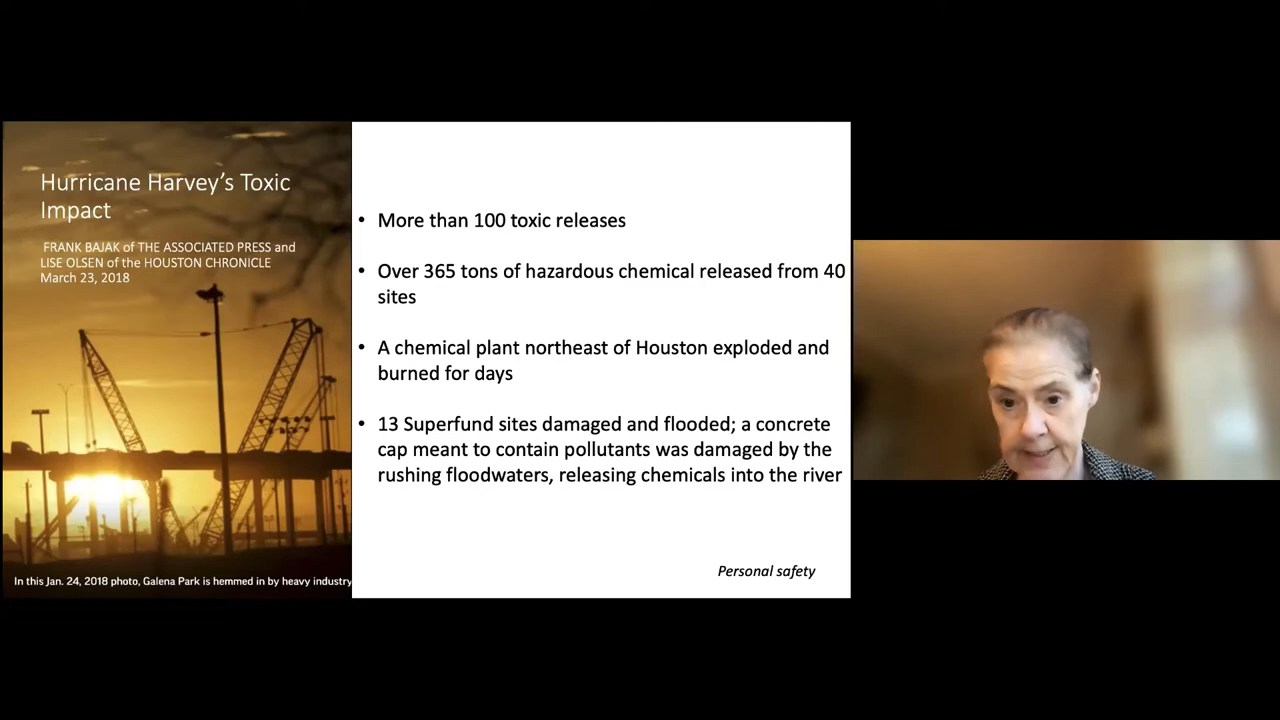 Hurricane Harvey's Toxic
Impact
FRANK BAJAK of THE ASSOCIATED PRESS and
LISE OLSEN of the HOUSTON CHRONICLE
March 23, 2018
In this Jan. 24, 2018 photo, Galena Park is hemmed in by heavy industry
• More than 100 toxic releases
• Over 365 tons of hazardous chemical released from 40
sites
• A chemical plant northeast of Houston exploded and
burned for days
• 13 Superfund sites damaged and flooded; a concrete
cap meant to contain pollutants was damaged by the
rushing floodwaters, releasing chemicals into the river
Personal safety